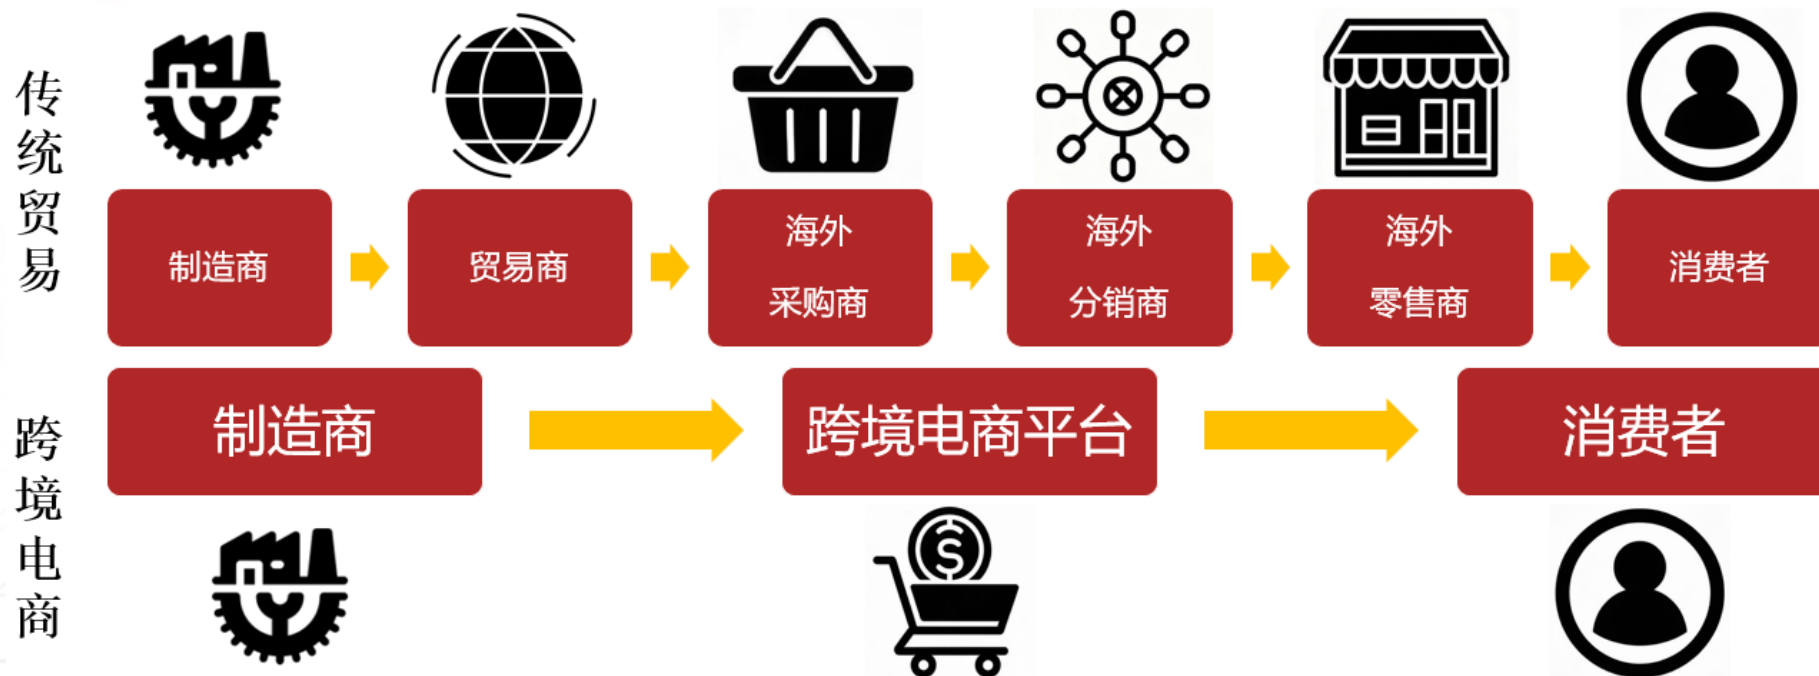 传统贸易
制造商
贸易商
海外
采购商
海外
分销商
海外
零售商
消费者
跨境电商
制造商
跨境电商平台
消费者